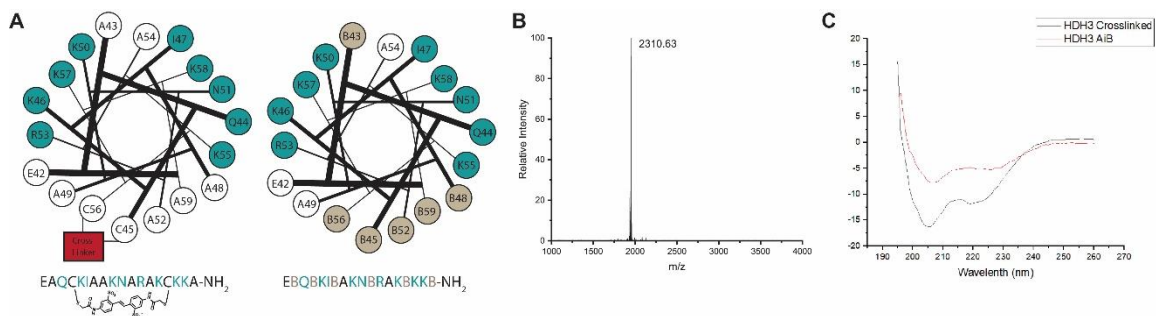 A
A43
A54
I47
K50
K58
K57
N51
K46
Q44
R53
K55
E42
A48
A49
A59
C56
A52
C45
Cross
Linker
EAQCKIAAKNARAKCKKA-NH₂
B43
A54
I47
K50
K58
K57
N51
K46
Q44
R53
K55
E42
B48
A49
B59
B56
B52
B45
EBQBKIBAKNBRAKBKKB-NH₂
B
2310.63
100
80
60
40
20
0
Relative Intensity
1000 1500 2000 2500 3000 3500 4000
m/z
C
HDH3 Crosslinked
HDH3 AiB
20
15
10
5
0
-5
-10
-15
-20
190 200 210 220 230 240 250 260 270
Wavelenth (nm)